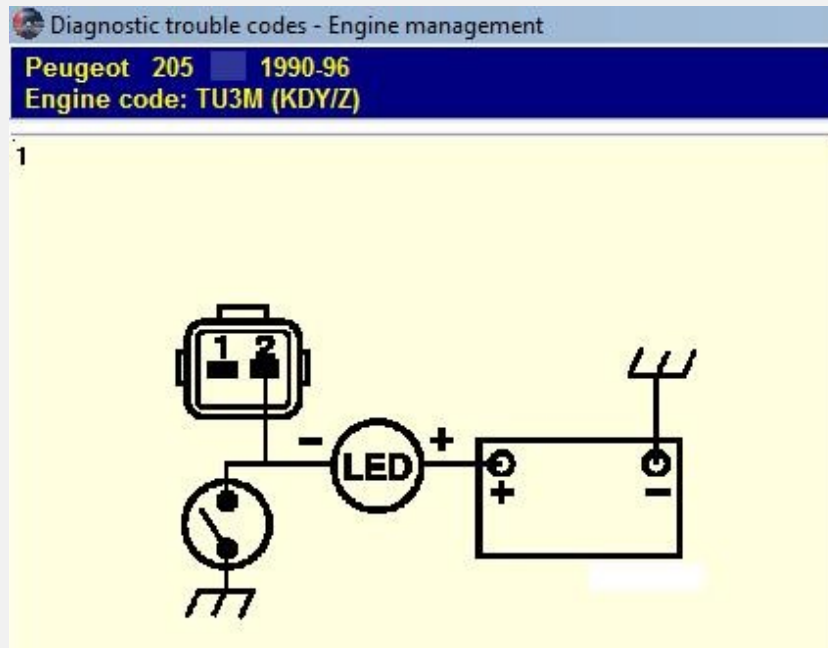 Diagnostic trouble codes - Engine management
Peugeot 205 1990-96
Engine code: TU3M (KDY/Z)
1
1 2
- LED +
+ -